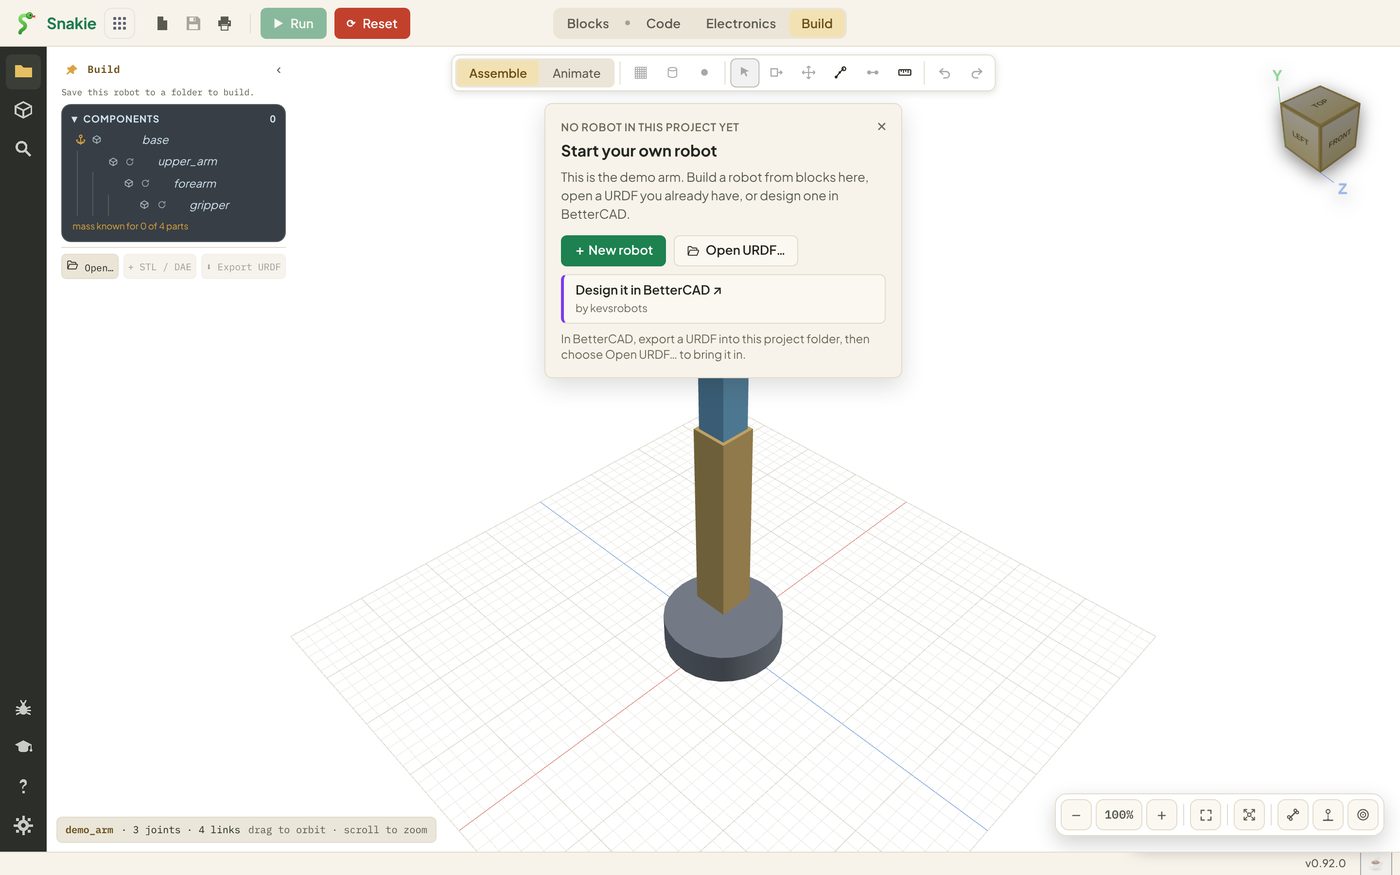 Snakie
Run
Reset
Blocks
Code
Electronics
Build
Build
Save this robot to a folder to build.
COMPONENTS 0
base
upper_arm
forearm
gripper
mass known for 0 of 4 parts
Open…
+ STL / DAE
Export URDF
Assemble
Animate
NO ROBOT IN THIS PROJECT YET
Start your own robot
This is the demo arm. Build a robot from blocks here,
open a URDF you already have, or design one in
BetterCAD.
+ New robot
Open URDF…
Design it in BetterCAD ↗
by kevsrobots
In BetterCAD, export a URDF into this project folder, then
choose Open URDF… to bring it in.
Y
TOP
LEFT
FRONT
Z
demo_arm · 3 joints · 4 links drag to orbit · scroll to zoom
− 100% +
v0.92.0